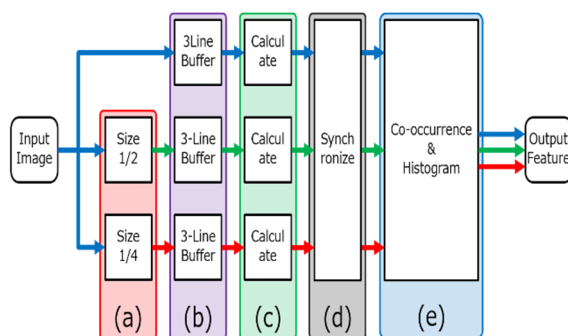 Input
Image
Size
1/2
Size
1/4
(a)
3Line
Buffer
3-Line
Buffer
3-Line
Buffer
(b)
Calcul
ate
Calcul
ate
Calcul
ate
(c)
Synch
ronize
(d)
Co-occurrence
&
Histogram
(e)
Output
Feature